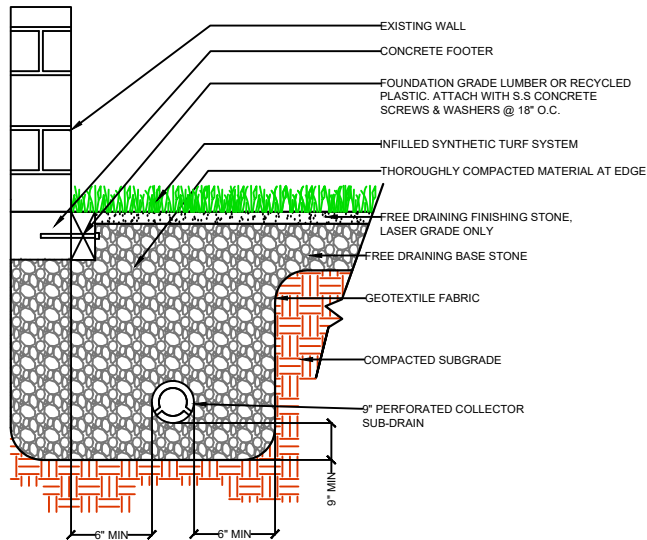 EXISTING WALL
CONCRETE FOOTER
FOUNDATION GRADE LUMBER OR RECYCLED
PLASTIC. ATTACH WITH S.S CONCRETE
SCREWS & WASHERS @ 18" O.C.
INFILLED SYNTHETIC TURF SYSTEM
THOROUGHLY COMPACTED MATERIAL AT EDGE
FREE DRAINING FINISHING STONE,
LASER GRADE ONLY
FREE DRAINING BASE STONE
GEOTEXTILE FABRIC
COMPACTED SUBGRADE
9" PERFORATED COLLECTOR
SUB-DRAIN
9" MIN
6" MIN
6" MIN